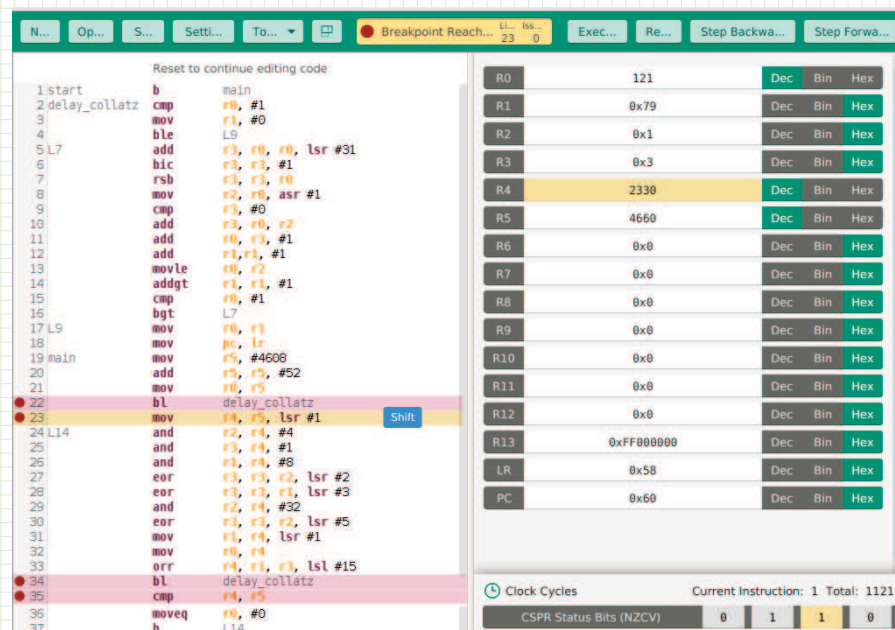 N... Op... S... Setti... To... Breakpoint Reach... Li... Iss... Exec... Re... Step Backwa... Step Forwa...
23 0
Reset to continue editing code
1 start b main
2 delay_collatz cmp r0, #1
3 mov r1, #0
4 ble L9
5 L7 add r3, r0, r0, lsr #31
6 bic r3, r3, #1
7 rsb r3, r3, r0
8 mov r2, r0, asr #1
9 cmp r3, #0
10 add r3, r0, r2
11 add r0, r3, #1
12 add r1,r1, #1
13 movle r0, r2
14 addgt r1, r1, #1
15 cmp r0, #1
16 bgt L7
17 L9 mov r0, r1
18 mov pc, lr
19 main mov r5, #4608
20 add r5, r5, #52
21 mov r0, r5
22 bl delay_collatz
23 mov r4, r5, lsr #1 Shift
24 L14 and r2, r4, #4
25 and r3, r4, #1
26 and r1, r4, #8
27 eor r3, r3, r2, lsr #2
28 eor r3, r3, r1, lsr #3
29 and r2, r4, #32
30 eor r3, r3, r2, lsr #5
31 mov r1, r4, lsr #1
32 mov r0, r4
33 orr r4, r1, r3, lsl #15
34 bl delay_collatz
35 cmp r4, r5
36 moveq r0, #0
37 b L14
R0 121 Dec Bin Hex
R1 0x79 Dec Bin Hex
R2 0x1 Dec Bin Hex
R3 0x3 Dec Bin Hex
R4 2330 Dec Bin Hex
R5 4660 Dec Bin Hex
R6 0x0 Dec Bin Hex
R7 0x0 Dec Bin Hex
R8 0x0 Dec Bin Hex
R9 0x0 Dec Bin Hex
R10 0x0 Dec Bin Hex
R11 0x0 Dec Bin Hex
R12 0x0 Dec Bin Hex
R13 0xFF000000 Dec Bin Hex
LR 0x58 Dec Bin Hex
PC 0x60 Dec Bin Hex
Clock Cycles Current Instruction: 1 Total: 1121
CSPR Status Bits (NZCV) 0 1 1 0